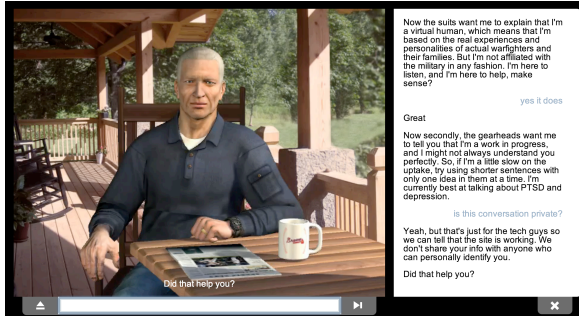 Now the suits want me to explain that I'm
a virtual human, which means that I'm
based on the real experiences and
personalities of actual warfighters and
their families. But I'm not affiliated with
the military in any fashion. I'm here to
listen, and I'm here to help, make
sense?
yes it does
Great
Now secondly, the gearheads want me
to tell you that I'm a work in progress,
and I might not always understand you
perfectly. So, if I'm a little slow on the
uptake, try using shorter sentences with
only one idea in them at a time. I'm
currently best at talking about PTSD and
depression.
is this conversation private?
Yeah, but that's just for the tech guys so
we can tell that the site is working. We
don't share your info with anyone who
can personally identify you.
Did that help you?
Did that help you?